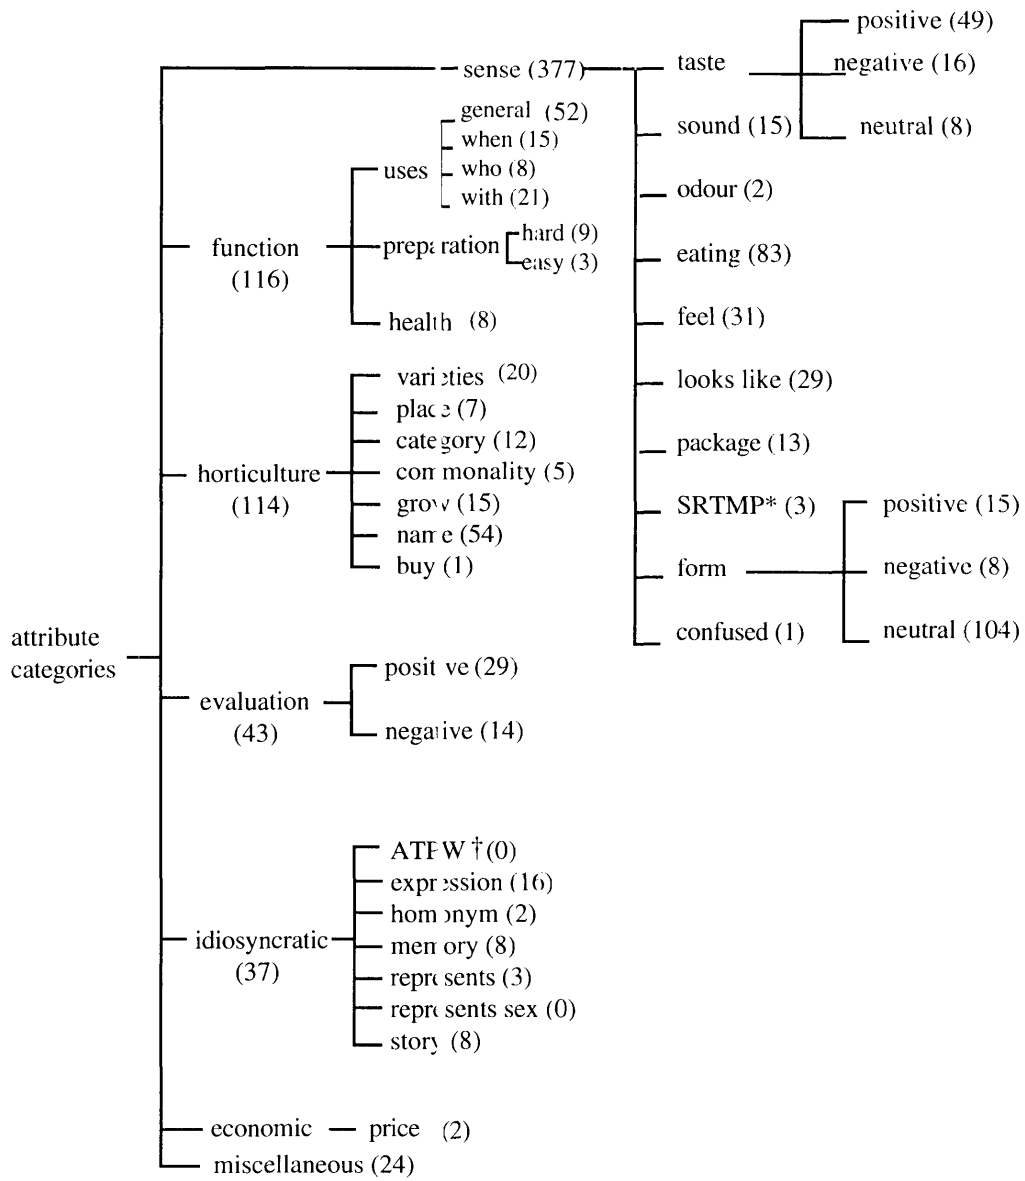 attribute
categories
sense (377)
taste
positive (49)
negative (16)
neutral (8)
sound (15)
odour (2)
eating (83)
feel (31)
looks like (29)
package (13)
SRTMP* (3)
form
positive (15)
negative (8)
neutral (104)
confused (1)
function
(116)
uses
general (52)
when (15)
who (8)
with (21)
preparation
hard (9)
easy (3)
health (8)
horticulture
(114)
varieties (20)
place (7)
category (12)
commonality (5)
grow (15)
name (54)
buy (1)
evaluation
(43)
positive (29)
negative (14)
idiosyncratic
(37)
†(0)
expression (16)
homonym (2)
memory (8)
represents (3)
represents sex (0)
story (8)
economic
price (2)
miscellaneous (24)